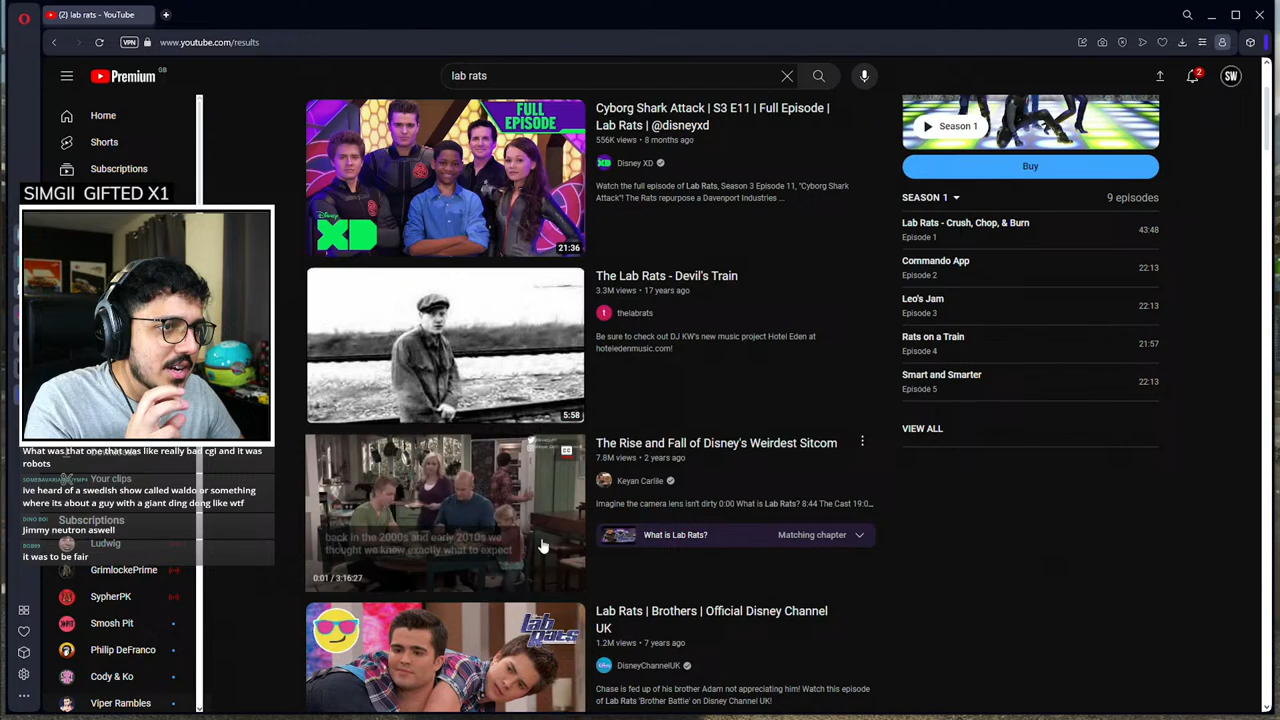 (2) lab rats - YouTube
VPN
www.youtube.com/results
Premium GB
lab rats
2
SW
Home
Shorts
Subscriptions
SIMGII GIFTED X1
What was that one that was like really bad cgi and it was
robots
Your clips
Ive heard of a swedish show called waldo or something
where its about a guy with a giant ding dong like wtf
DINO BOI
Subscriptions
Jimmy neutron aswell
Ludwig
it was to be fair
GrimlockePrime
SypherPK
Smosh Pit
Philip DeFranco
Cody & Ko
Viper Rambles
FULL
EPISODE
Disney
XD
21:36
Cyborg Shark Attack | S3 E11 | Full Episode |
Lab Rats | @disneyxd
556K views • 8 months ago
Disney XD
Watch the full episode of Lab Rats, Season 3 Episode 11, "Cyborg
Shark Attack"! The Rats repurpose a Davenport Industries ...
5:58
The Lab Rats - Devil's Train
3.3M views • 17 years ago
t thelabrats
Be sure to check out DJ KW's new music project Hotel Eden at
hoteledenmusic.com!
CC
back in the 2000s and early 2010s we
thought we knew exactly what to expect
0:01 / 3:16:27
The Rise and Fall of Disney's Weirdest Sitcom
7.8M views • 2 years ago
Keyan Carlile
Imagine the camera lens isn't dirty 0:00 What is Lab Rats? 8:44 The Cast 19:0...
What is Lab Rats?
Matching chapter
LAB
RATS
Lab Rats | Brothers | Official Disney Channel
UK
1.2M views • 7 years ago
DisneyChannelUK
Chase is fed up of his brother Adam not appreciating him! Watch this episode
of Lab Rats 'Brother Battle' on Disney Channel UK!
Season 1
Buy
SEASON 1
9 episodes
Lab Rats - Crush, Chop, & Burn
Episode 1
43:48
Commando App
Episode 2
22:13
Leo's Jam
Episode 3
22:13
Rats on a Train
Episode 4
21:57
Smart and Smarter
Episode 5
22:13
VIEW ALL